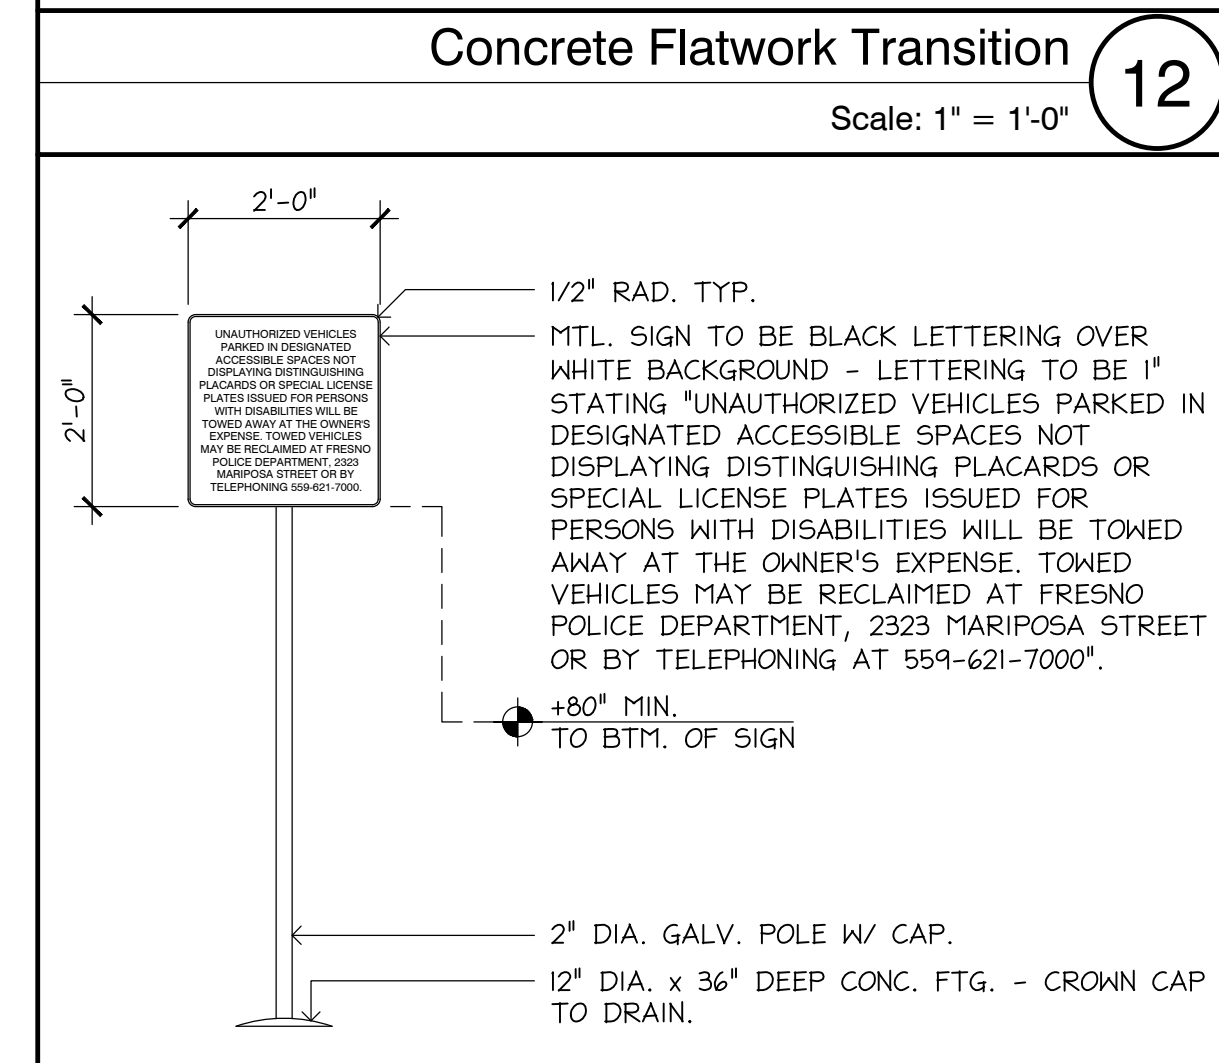 Concrete Flatwork Transition
12
Scale: 1" = 1'-0"
2'-0"
2'-0"
UNAUTHORIZED VEHICLES
PARKED IN DESIGNATED
ACCESSIBLE SPACES NOT
DISPLAYING DISTINGUISHING
PLACARDS OR SPECIAL LICENSE
PLATES ISSUED FOR PERSONS
WITH DISABILITIES WILL BE
TOWED AWAY AT THE OWNER'S
EXPENSE. TOWED VEHICLES
MAY BE RECLAIMED AT FRESNO
POLICE DEPARTMENT, 2323
MARIPOSA STREET OR BY
TELEPHONING 559-621-7000.
1/2" RAD. TYP.
MTL. SIGN TO BE BLACK LETTERING OVER
WHITE BACKGROUND - LETTERING TO BE 1"
STATING "UNAUTHORIZED VEHICLES PARKED IN
DESIGNATED ACCESSIBLE SPACES NOT
DISPLAYING DISTINGUISHING PLACARDS OR
SPECIAL LICENSE PLATES ISSUED FOR
PERSONS WITH DISABILITIES WILL BE TOWED
AWAY AT THE OWNER'S EXPENSE. TOWED
VEHICLES MAY BE RECLAIMED AT FRESNO
POLICE DEPARTMENT, 2323 MARIPOSA STREET
OR BY TELEPHONING AT 559-621-7000".
+80" MIN.
TO BTM. OF SIGN
2" DIA. GALV. POLE W/ CAP.
12" DIA. x 36" DEEP CONC. FTG. - CROWN CAP
TO DRAIN.